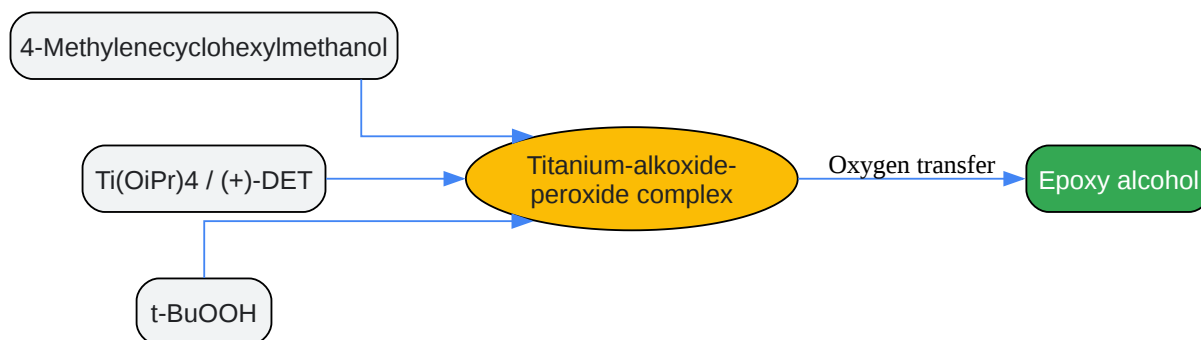 4-Methylenecyclohexylmethanol
Ti(OiPr)4 / (+)-DET
t-BuOOH
Titanium-alkoxide-
peroxide complex
Oxygen transfer
Epoxy alcohol